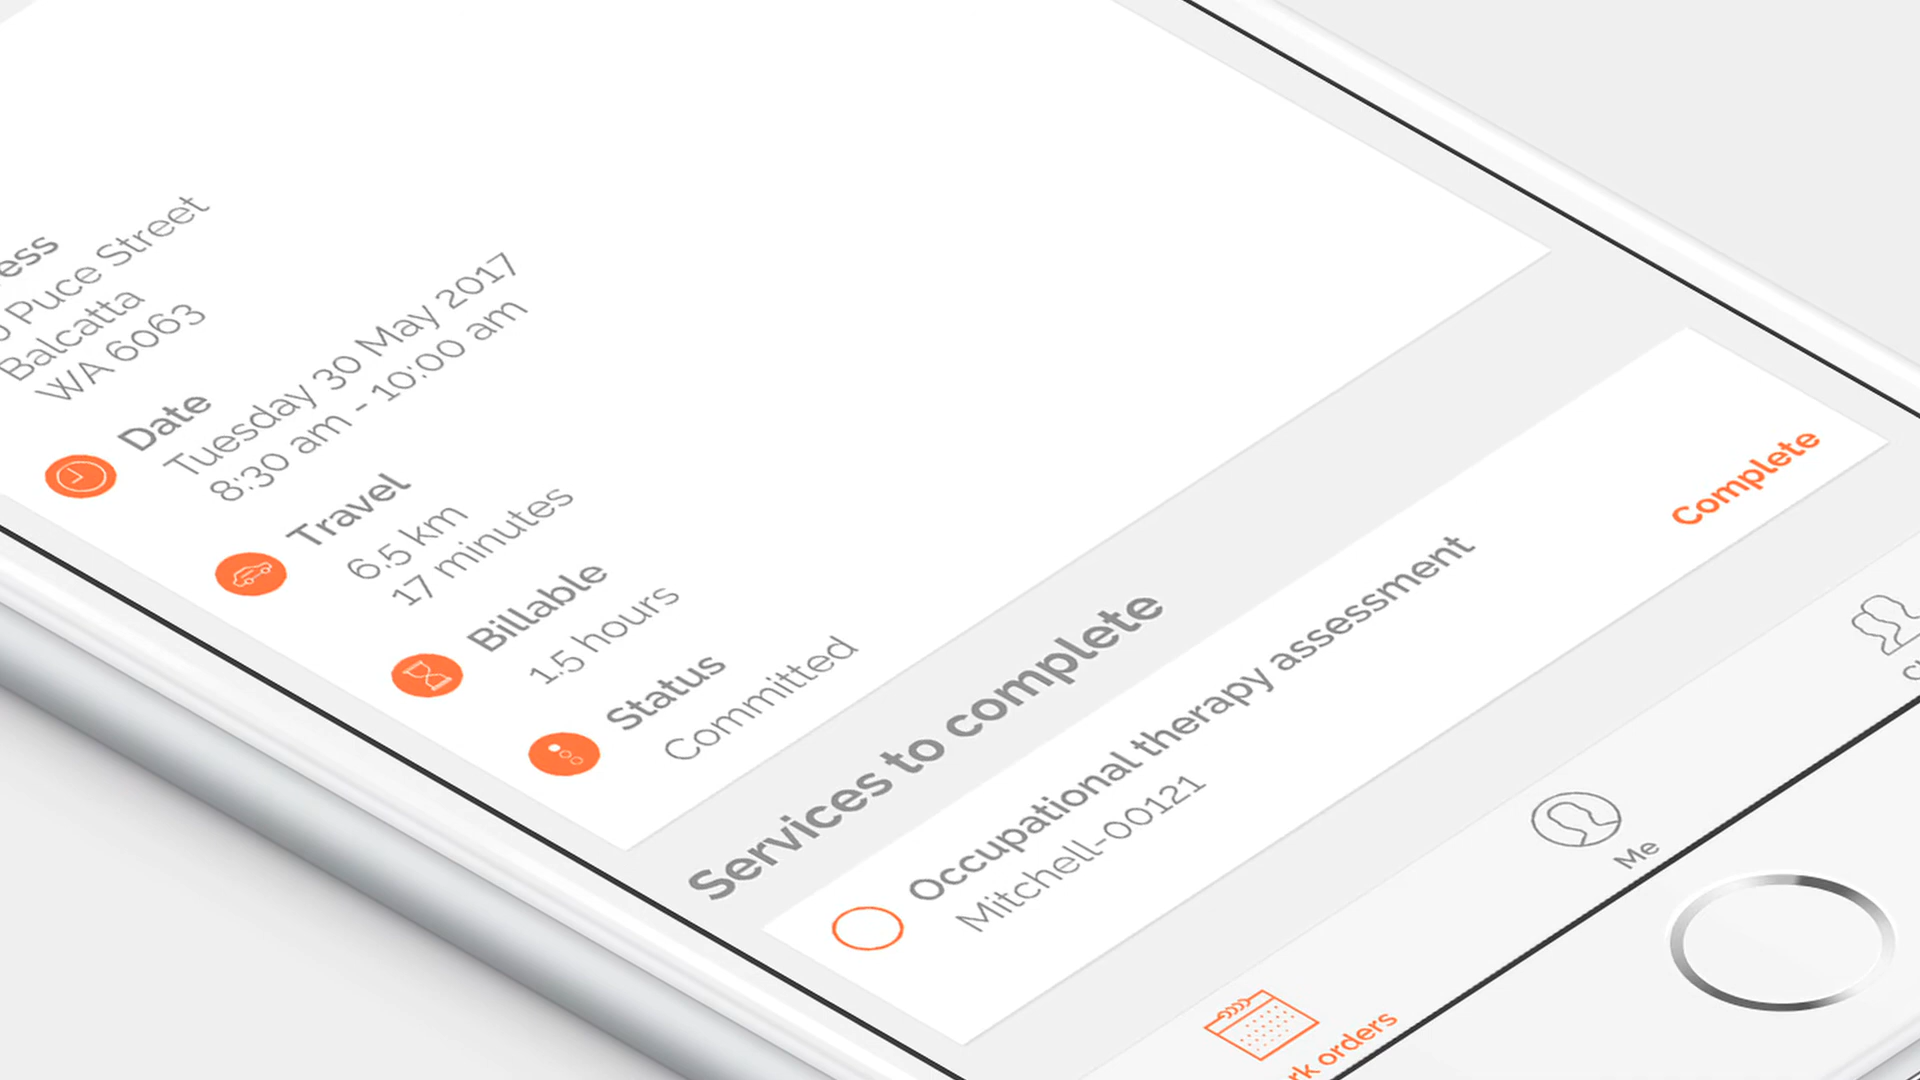 Puce Street
Balcatta
WA 6063
Date
Tuesday 30 May 2017
8:30 am - 10:00 am
Travel
6.5 km
17 minutes
Billable
1.5 hours
Status
Committed
Services to complete
Occupational therapy assessment
Mitchell-00121
Complete
orders
Me